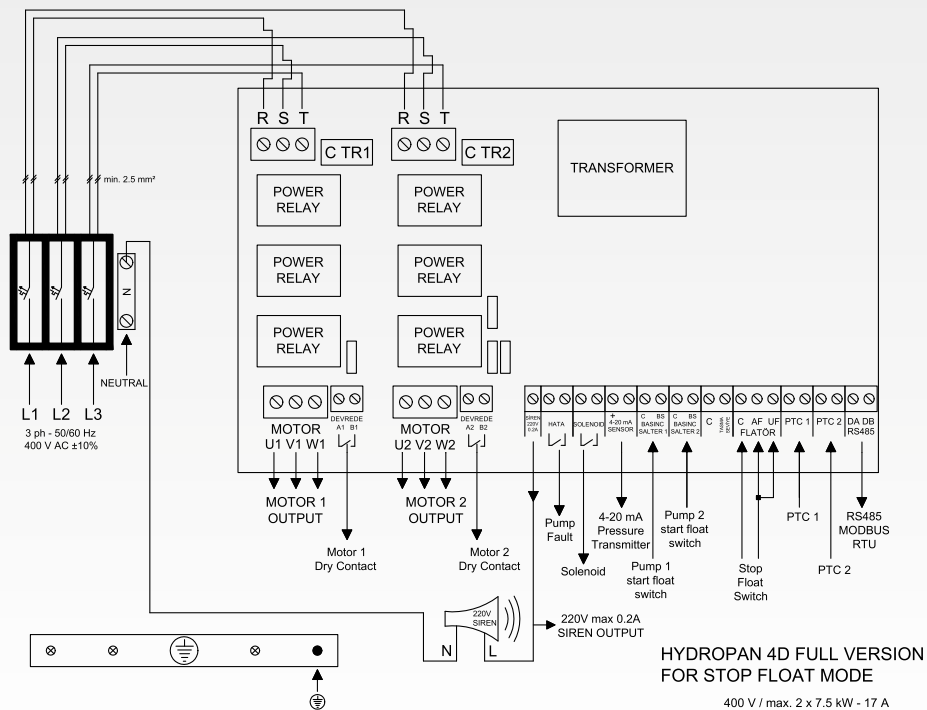 R S T
R S T
C TR1
C TR2
TRANSFORMER
POWER
RELAY
POWER
RELAY
min. 2.5 mm²
POWER
RELAY
POWER
RELAY
N
POWER
RELAY
POWER
RELAY
NEUTRAL
L1 L2 L3
3 ph - 50/60 Hz
400 V AC ±10%
MOTOR
U1 V1 W1
DEVREDE
A1 B1
MOTOR
U2 V2 W2
DEVREDE
A2 B2
SİREN
220V
0.2A
HATA
SOLENOID
+
4-20 mA
SENSOR
C BS
BASINC
SALTER 1
C BS
BASINC
SALTER 2
C
C AF UF
FLATÖR
PTC 1
PTC 2
DA DB
RS485
MOTOR 1
OUTPUT
MOTOR 2
OUTPUT
Motor 1
Dry Contact
Motor 2
Dry Contact
Pump
Fault
Solenoid
4-20 mA
Pressure
Transmitter
Pump 1
start float
switch
Pump 2
start float
switch
Stop
Float
Switch
PTC 1
PTC 2
RS485
MODBUS
RTU
220V
SIREN
N
L
220V max 0.2A
SIREN OUTPUT
HYDROPAN 4D FULL VERSION
FOR STOP FLOAT MODE
400 V / max. 2 x 7.5 kW - 17 A